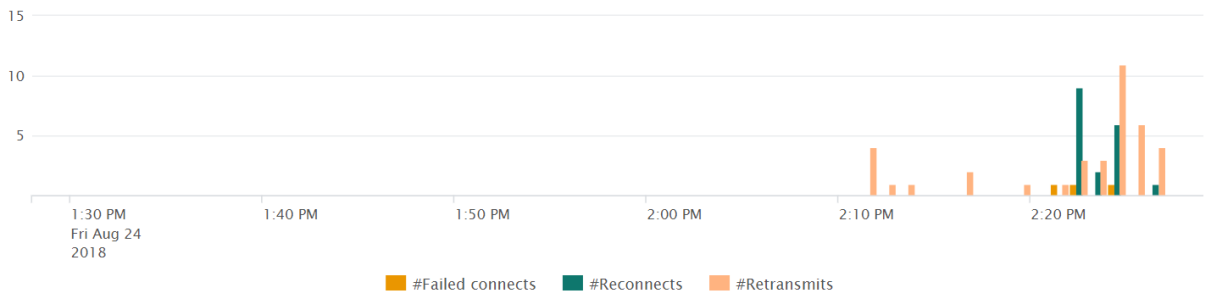 15
10
5
1:30 PM 1:40 PM 1:50 PM 2:00 PM 2:10 PM 2:20 PM
Fri Aug 24
2018
#Failed connects #Reconnects #Retransmits